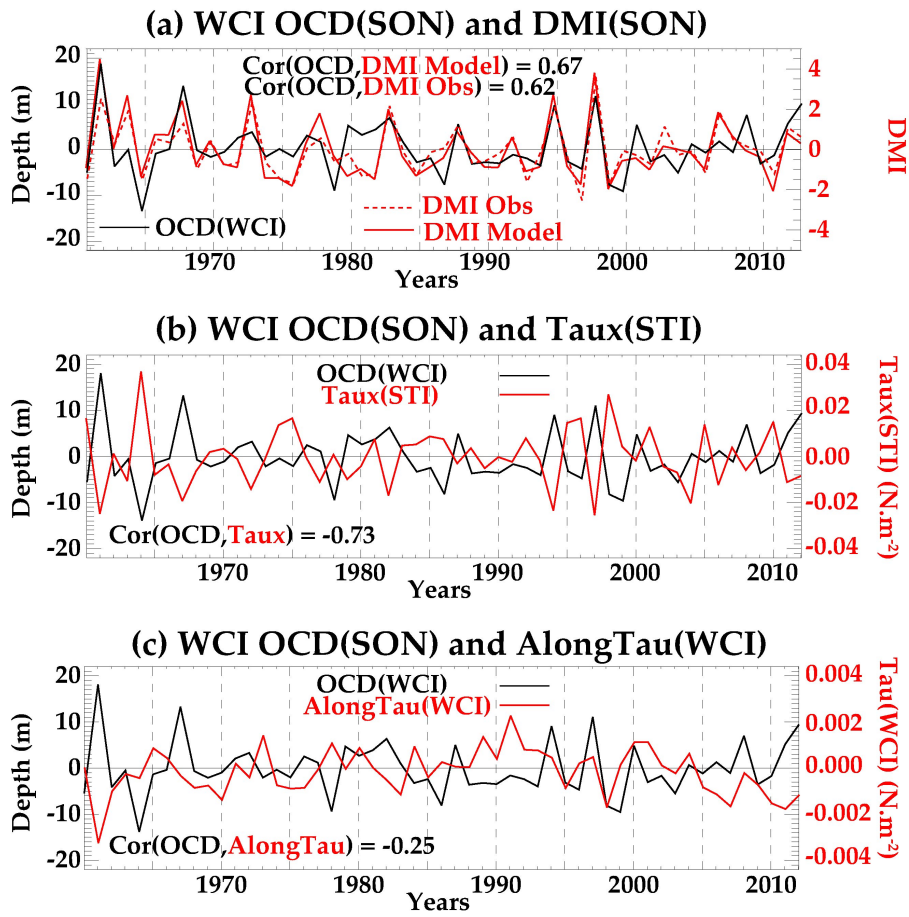 (a) WCI OCD(SON) and DMI(SON)
20
10
0
-10
-20
Depth (m)
Cor(OCD,DMI Model) = 0.67
Cor(OCD,DMI Obs) = 0.62
OCD(WCI)
DMI Obs
DMI Model
4
2
0
-2
-4
DMI
1970 1980 1990 2000 2010
Years
(b) WCI OCD(SON) and Taux(STI)
20
10
0
-10
-20
Depth (m)
OCD(WCI)
Taux(STI)
Cor(OCD,Taux) = -0.73
0.04
0.02
0.00
-0.02
-0.04
Taux(STI) (N.m-2)
1970 1980 1990 2000 2010
Years
(c) WCI OCD(SON) and AlongTau(WCI)
20
10
0
-10
-20
Depth (m)
OCD(WCI)
AlongTau(WCI)
Cor(OCD,AlongTau) = -0.25
0.004
0.002
0.000
-0.002
-0.004
Tau(WCI) (N.m-2)
1970 1980 1990 2000 2010
Years